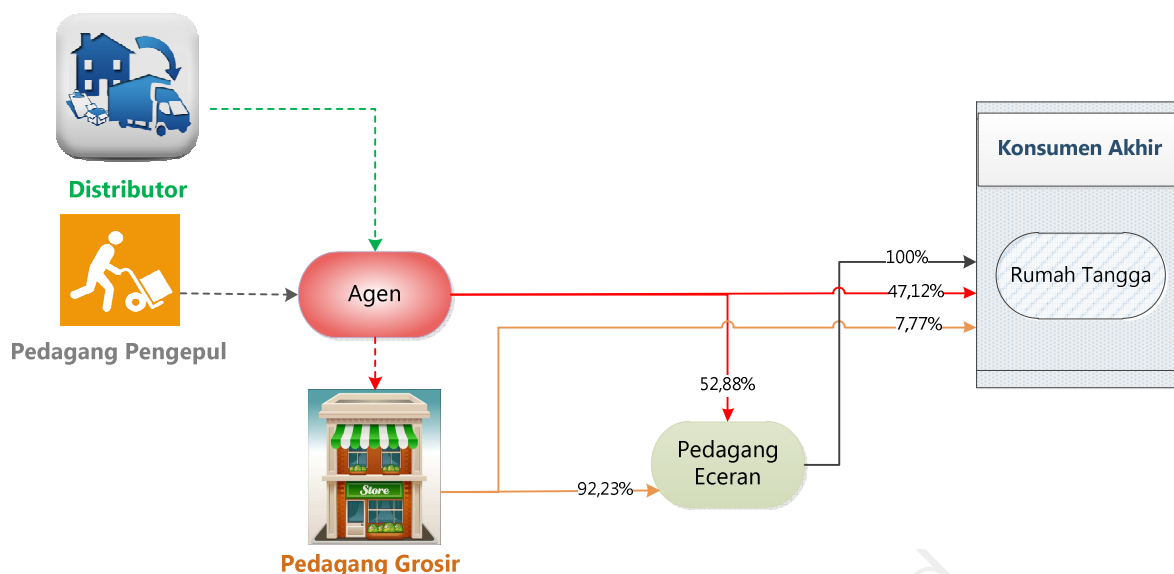 Distributor
Pedagang Pengepul
Agen
Store
Pedagang Grosir
Konsumen Akhir
Rumah Tangga
100%
47,12%
7,77%
52,88%
Pedagang
Eceran
92,23%